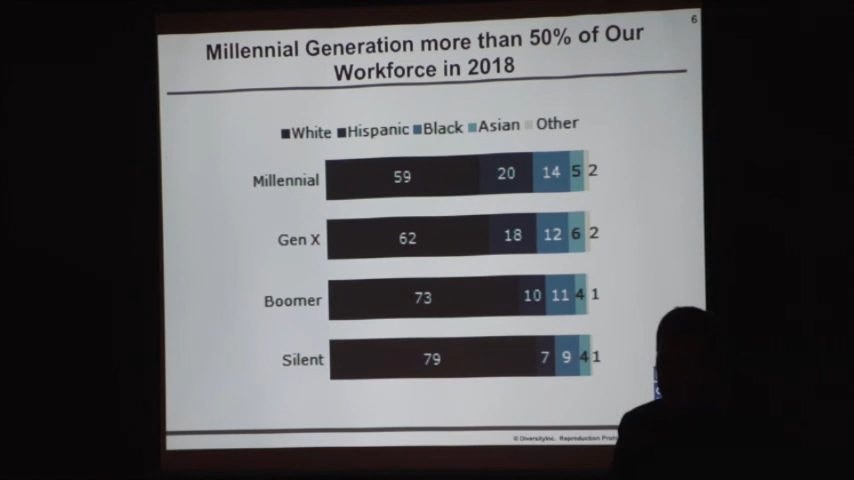 6
Millennial Generation more than 50% of Our
Workforce in 2018
White Hispanic Black Asian Other
Millennial 59 20 14 5 2
Gen X 62 18 12 6 2
Boomer 73 10 11 4 1
Silent 79 7 9 4 1
© DiversityInc. Reproduction